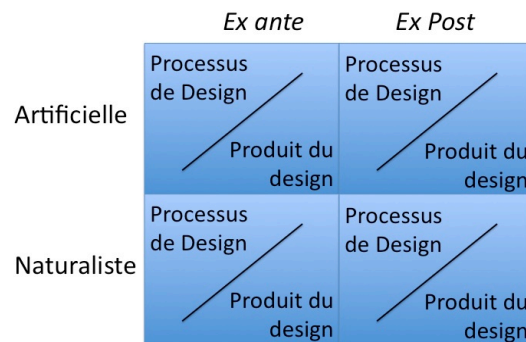 Ex ante Ex Post
Artificielle
Processus
de Design
Produit du
design
Processus
de Design
Produit du
design
Naturaliste
Processus
de Design
Produit du
design
Processus
de Design
Produit du
design